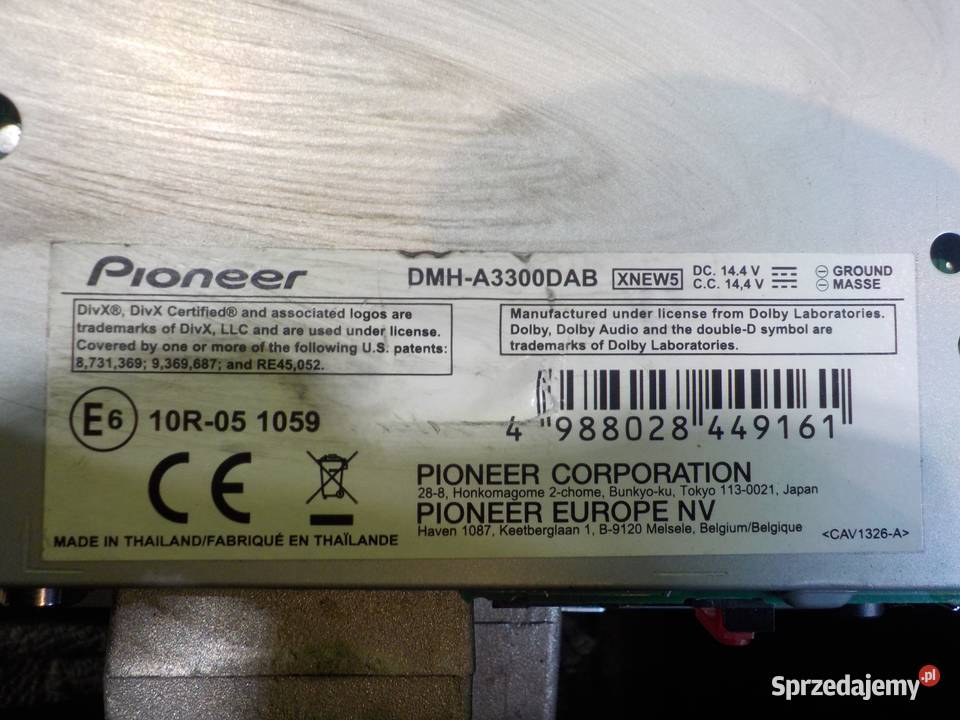 Pioneer
DMH-A3300DAB XNEW5 DC. 14.4 V GROUND
C.C. 14,4 V MASSE
DivX®, DivX Certified® and associated logos are
trademarks of DivX, LLC and are used under license.
Covered by one or more of the following U.S. patents:
8,731,369; 9,369,687; and RE45,052.
Manufactured under license from Dolby Laboratories.
Dolby, Dolby Audio and the double-D symbol are
trademarks of Dolby Laboratories.
E6 10R-05 1059
4 988028 449161
CE
PIONEER CORPORATION
28-8, Honkomagome 2-chome, Bunkyo-ku, Tokyo 113-0021, Japan
PIONEER EUROPE NV
Haven 1087, Keetberglaan 1, B-9120 Melsele, Belgium/Belgique
MADE IN THAILAND/FABRIQUÉ EN THAÏLANDE
<CAV1326-A>
Sprzedajemy.pl